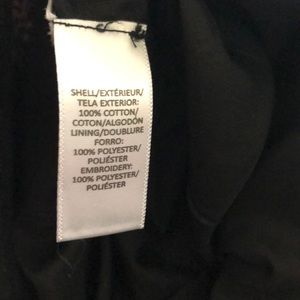 SHELL/EXTÉRIEUR/
TELA EXTERIOR:
100% COTTON/
COTON/ALGODÓN
LINING/DOUBLURE
FORRO:
100% POLYESTER/
POLIÉSTER
EMBROIDERY:
100% POLYESTER/
POLIÉSTER